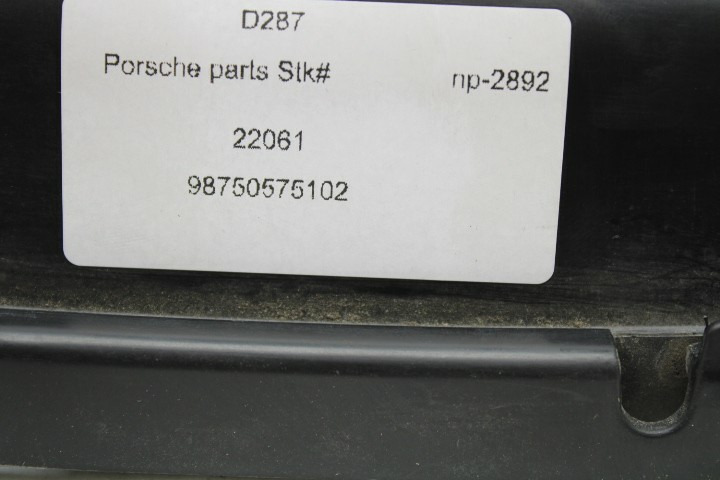 D287
Porsche parts Stk# np-2892
22061
98750575102